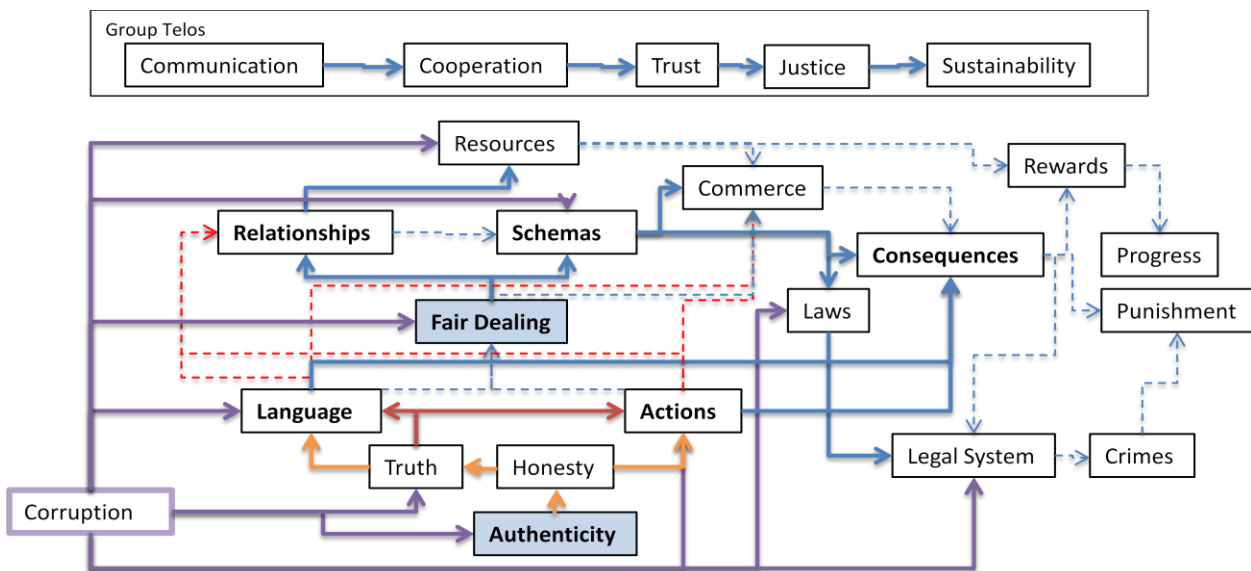 Group Telos
Communication
Cooperation
Trust
Justice
Sustainability
Resources
Rewards
Commerce
Relationships
Schemas
Consequences
Progress
Fair Dealing
Laws
Punishment
Language
Actions
Truth
Honesty
Legal System
Crimes
Corruption
Authenticity